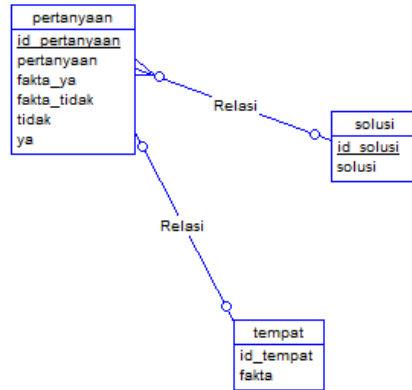 pertanyaan
id_pertanyaan
pertanyaan
fakta_ya
fakta_tidak
tidak
ya
Relasi
solusi
id_solusi
solusi
Relasi
tempat
id_tempat
fakta